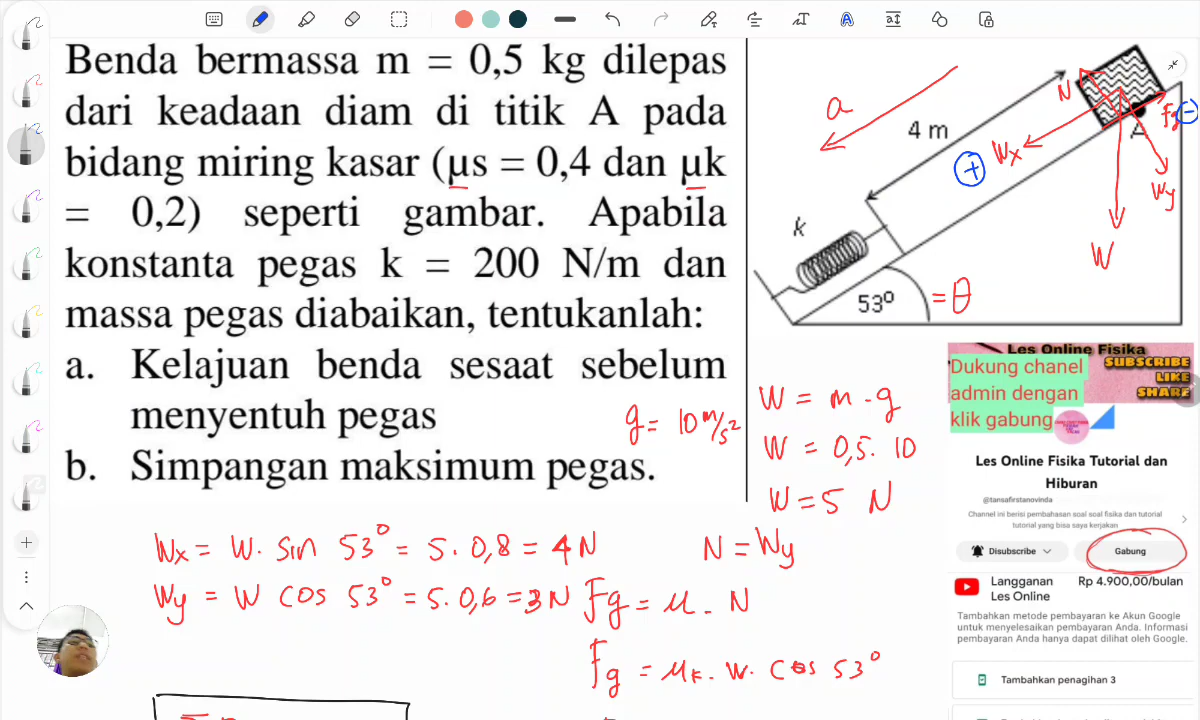 Benda bermassa m = 0,5 kg dilepas
dari keadaan diam di titik A pada
bidang miring kasar (μs = 0,4 dan μk
= 0,2) seperti gambar. Apabila
konstanta pegas k = 200 N/m dan
massa pegas diabaikan, tentukanlah:
a. Kelajuan benda sesaat sebelum
menyentuh pegas
b. Simpangan maksimum pegas.
g = 10 m/s²
a
4 m
N
fg
-
A
+
Wx
Wy
W
k
53⁰
= θ
W = m . g
W = 0,5 . 10
W = 5 N
Wx = W. Sin 53° = 5. 0,8 = 4 N
Wy = W cos 53° = 5. 0,6 = 3 N
N = Wy
Fg = μ . N
Fg = μk. W. Cos 53°
Les Online Fisika
SUBSCRIBE
LIKE
SHARE
Dukung chanel
admin dengan
klik gabung
Les Online Fisika Tutorial dan
Hiburan
@tansafirstanovinda
Channel ini berisi pembahasan soal soal fisika dan tutorial
tutorial yang bisa saya kerjakan
Disubscribe
Gabung
Langganan
Les Online
Rp 4.900,00/bulan
Tambahkan metode pembayaran ke Akun Google
untuk menyelesaikan pembayaran Anda. Informasi
pembayaran Anda hanya dapat dilihat oleh Google.
Tambahkan penagihan 3